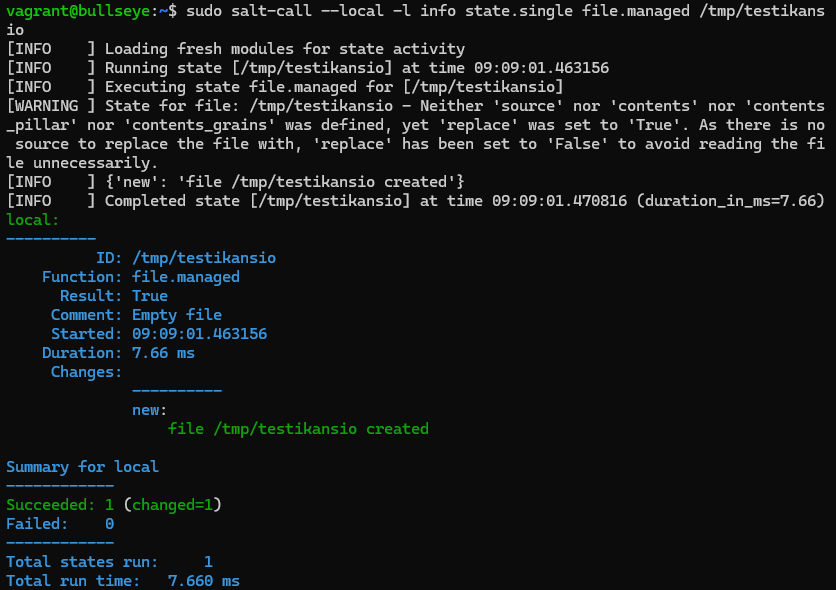 vagrant@bullseye:~$ sudo salt-call --local -l info state.single file.managed /tmp/testikans
io
[INFO    ] Loading fresh modules for state activity
[INFO    ] Running state [/tmp/testikansio] at time 09:09:01.463156
[INFO    ] Executing state file.managed for [/tmp/testikansio]
[WARNING ] State for file: /tmp/testikansio - Neither 'source' nor 'contents' nor 'contents
_pillar' nor 'contents_grains' was defined, yet 'replace' was set to 'True'. As there is no
 source to replace the file with, 'replace' has been set to 'False' to avoid reading the fi
le unnecessarily.
[INFO    ] {'new': 'file /tmp/testikansio created'}
[INFO    ] Completed state [/tmp/testikansio] at time 09:09:01.470816 (duration_in_ms=7.66)
local:
----------
          ID: /tmp/testikansio
    Function: file.managed
      Result: True
     Comment: Empty file
     Started: 09:09:01.463156
    Duration: 7.66 ms
     Changes:
              ----------
              new:
                  file /tmp/testikansio created

Summary for local
------------
Succeeded: 1 (changed=1)
Failed:    0
------------
Total states run:     1
Total run time:   7.660 ms